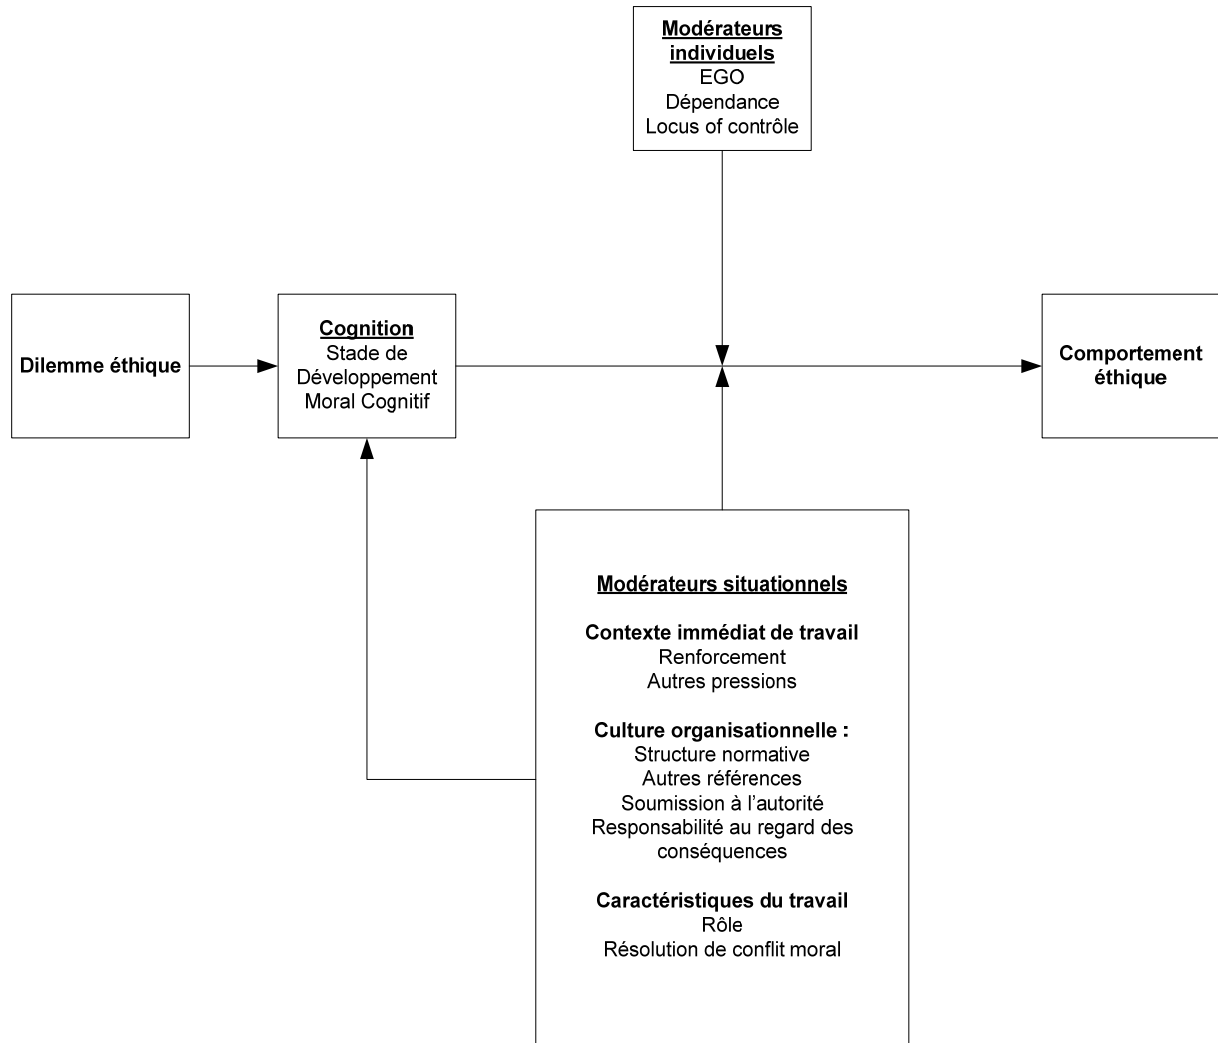 Modérateurs
individuels
EGO
Dépendance
Locus of contrôle
Dilemme éthique
Cognition
Stade de
Développement
Moral Cognitif
Comportement
éthique
Modérateurs situationnels
Contexte immédiat de travail
Renforcement
Autres pressions
Culture organisationnelle :
Structure normative
Autres références
Soumission à l'autorité
Responsabilité au regard des
conséquences
Caractéristiques du travail
Rôle
Résolution de conflit moral